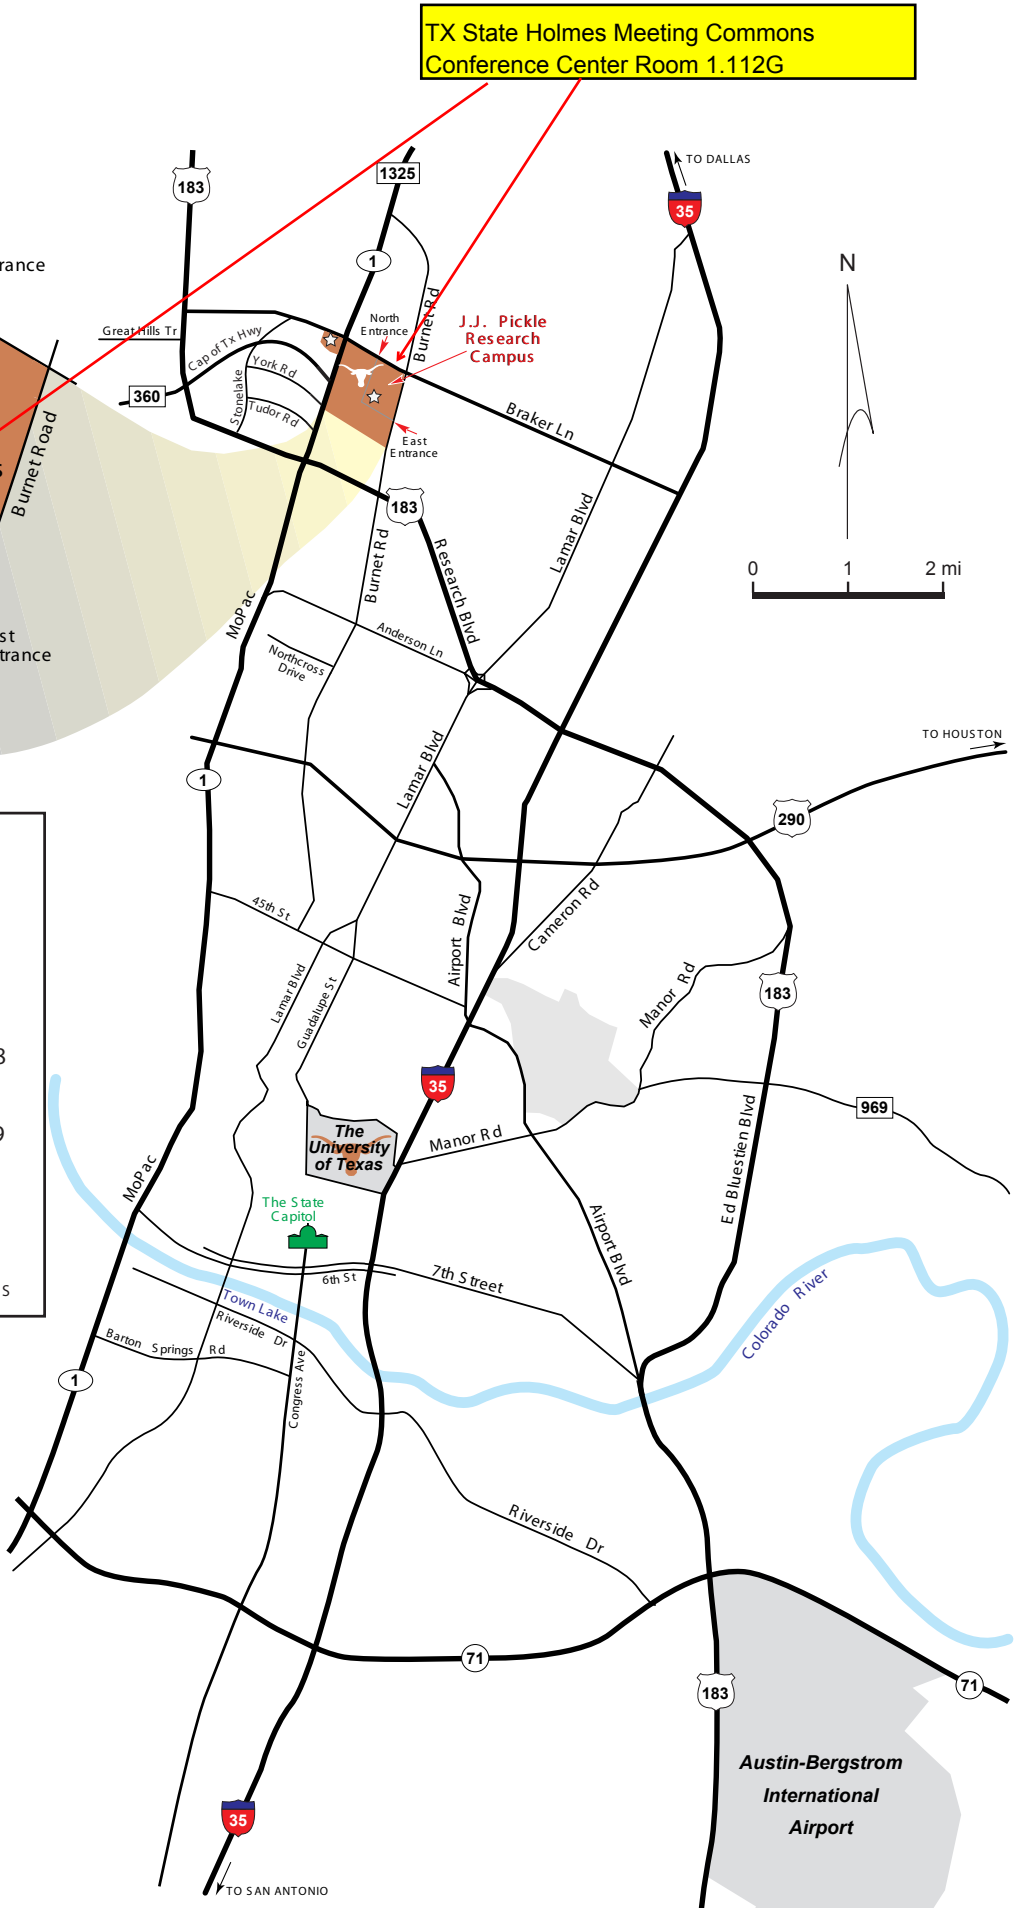 TX State Holmes Meeting Commons
Conference Center Room 1.112G
TO DALLAS
183
1325
35
1
N
rance
North
Entrance
Burnet Rd
J.J. Pickle
Research
Campus
Great Hills Tr
Cap of Tx Hwy
York Rd
Stonelake
Tudor Rd
360
Braker Ln
East
Entrance
Burnet Road
s
183
Lamar Blvd
0 1 2 mi
Burnet Rd
Research Blvd
MoPac
Anderson Ln
Northcross
Drive
st
trance
TO HOUSTON
Lamar Blvd
1
290
45th St
Airport Blvd
Cameron Rd
Lamar Blvd
Guadalupe St
Manor Rd
183
3
35
969
9
The
University
of Texas
Manor Rd
Ed Bluestien Blvd
MoPac
The State
Capitol
Airport Blvd
6th St
7th Street
s
Town Lake
Riverside Dr
Colorado River
Barton Springs Rd
Congress Ave
1
Riverside Dr
71
183
71
Austin-Bergstrom
International
Airport
35
TO SAN ANTONIO